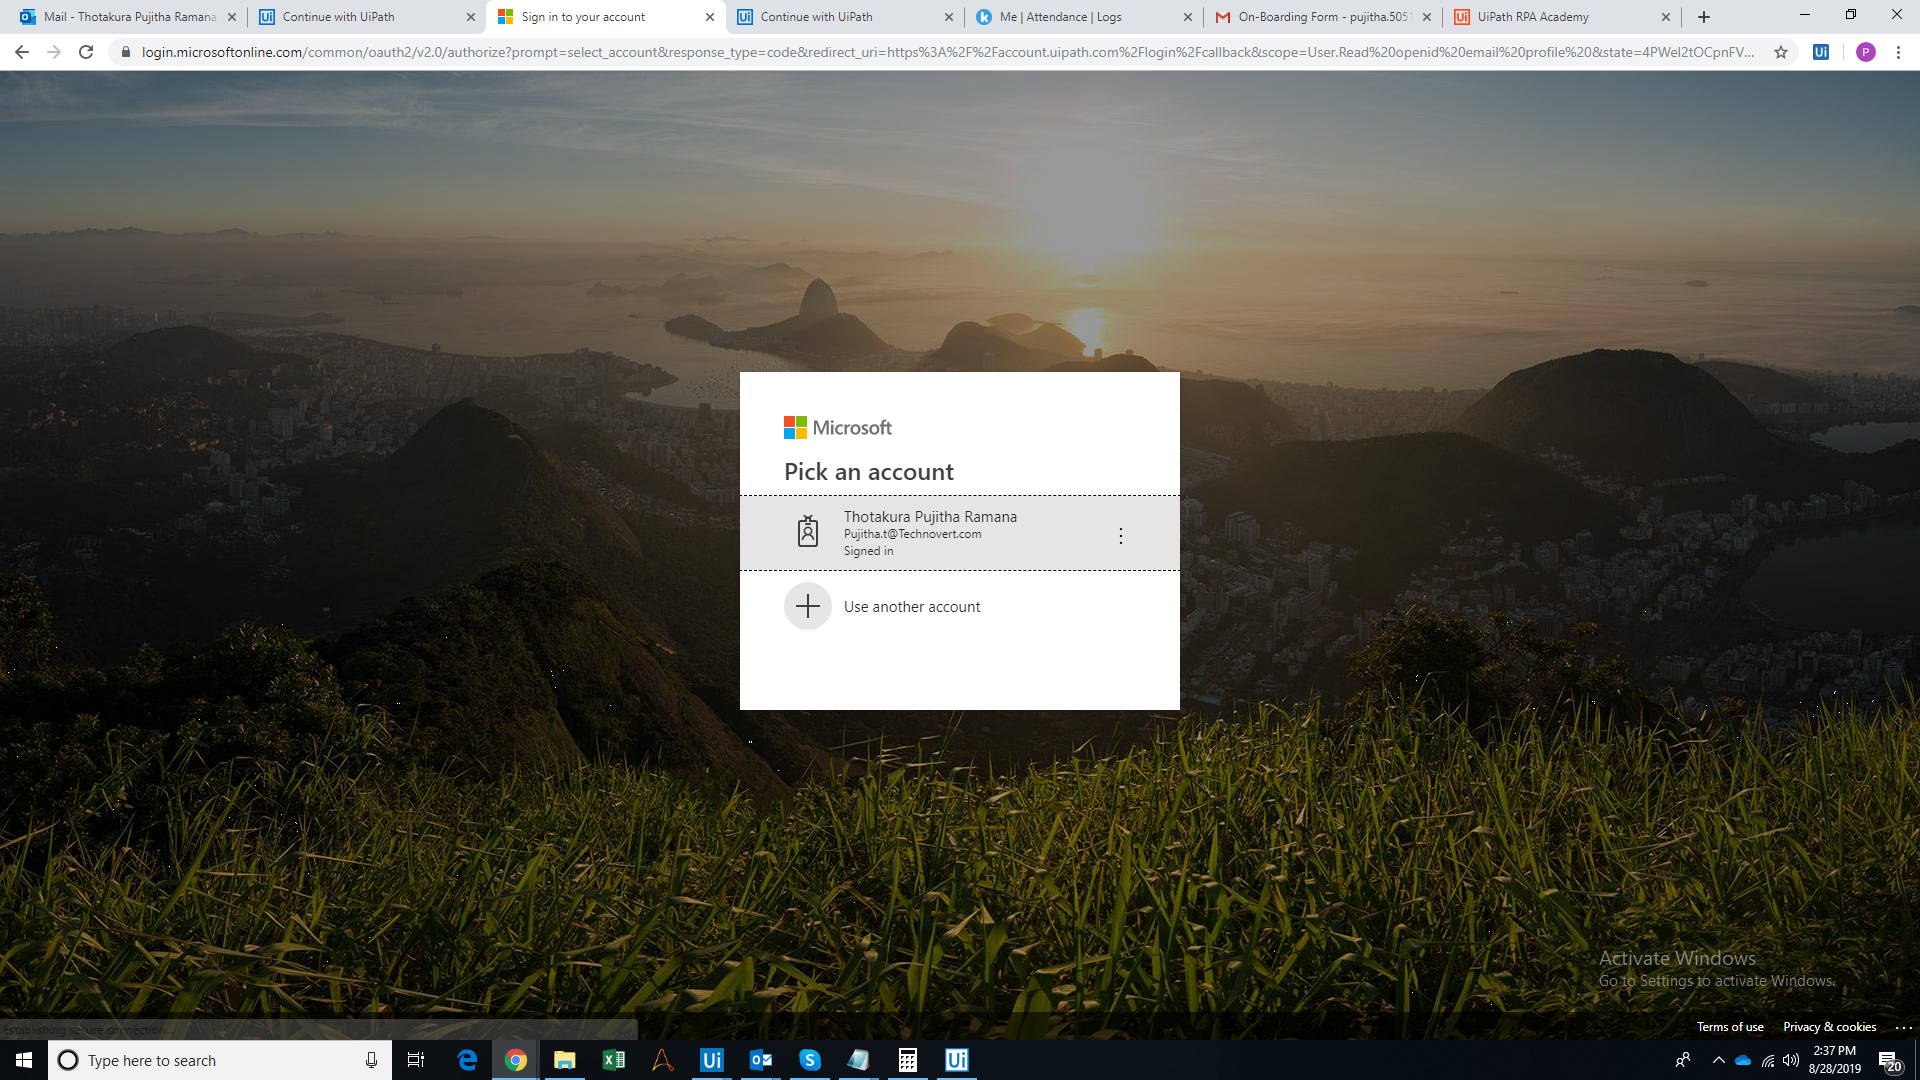 Mail - Thotakura Pujitha Ramana
Continue with UiPath
Sign in to your account
Continue with UiPath
Me | Attendance | Logs
On-Boarding Form - pujitha.5051
UiPath RPA Academy
login.microsoftonline.com/common/oauth2/v2.0/authorize?prompt=select_account&response_type=code&redirect_uri=https%3A%2F%2Faccount.uipath.com%2Flogin%2Fcallback&scope=User.Read%20openid%20email%20profile%20&state=4PWel2tOCpnFV...
P
Microsoft
Pick an account
Thotakura Pujitha Ramana
Pujitha.t@Technovert.com
Signed in
Use another account
Activate Windows
Go to Settings to activate Windows.
Establishing secure connection...
Terms of use
Privacy & cookies
Type here to search
2:37 PM
8/28/2019
20